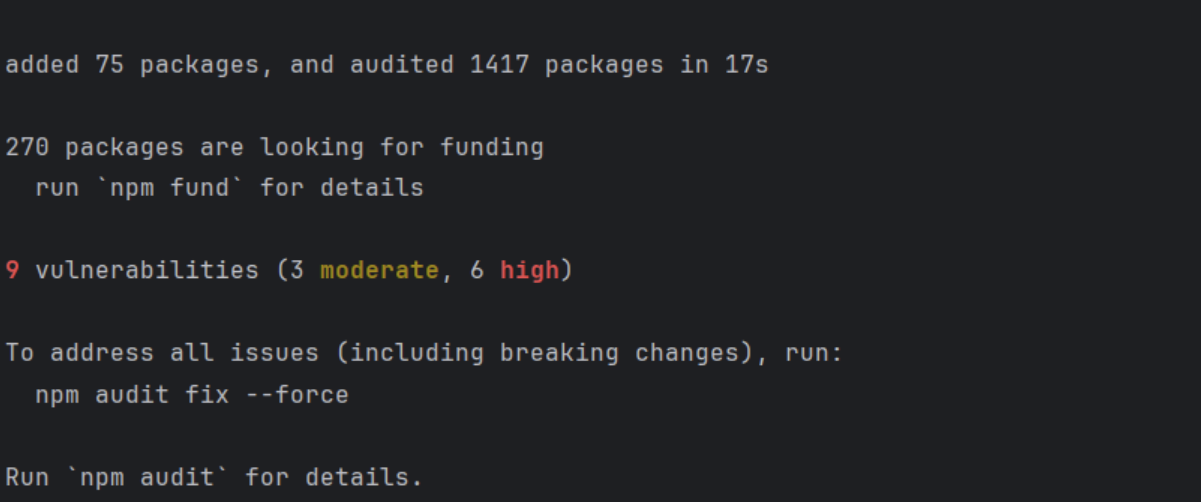 added 75 packages, and audited 1417 packages in 17s
270 packages are looking for funding
  run `npm fund` for details
9 vulnerabilities (3 moderate, 6 high)
To address all issues (including breaking changes), run:
  npm audit fix --force
Run `npm audit` for details.